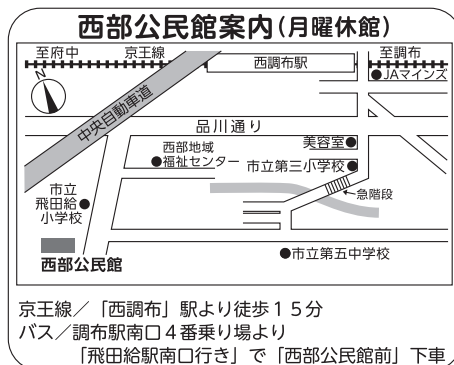 西部公民館案内(月曜休館)
至府中
京王線
西調布駅
至調布
JAマインズ
N
中央自動車道
品川通り
美容室
西部地域
福祉センター
市立第三小学校
急階段
市立
飛田給
小学校
西部公民館
市立第五中学校
京王線／「西調布」駅より徒歩15分
バス／調布駅南口4番乗り場より
「飛田給駅南口行き」で「西部公民館前」下車